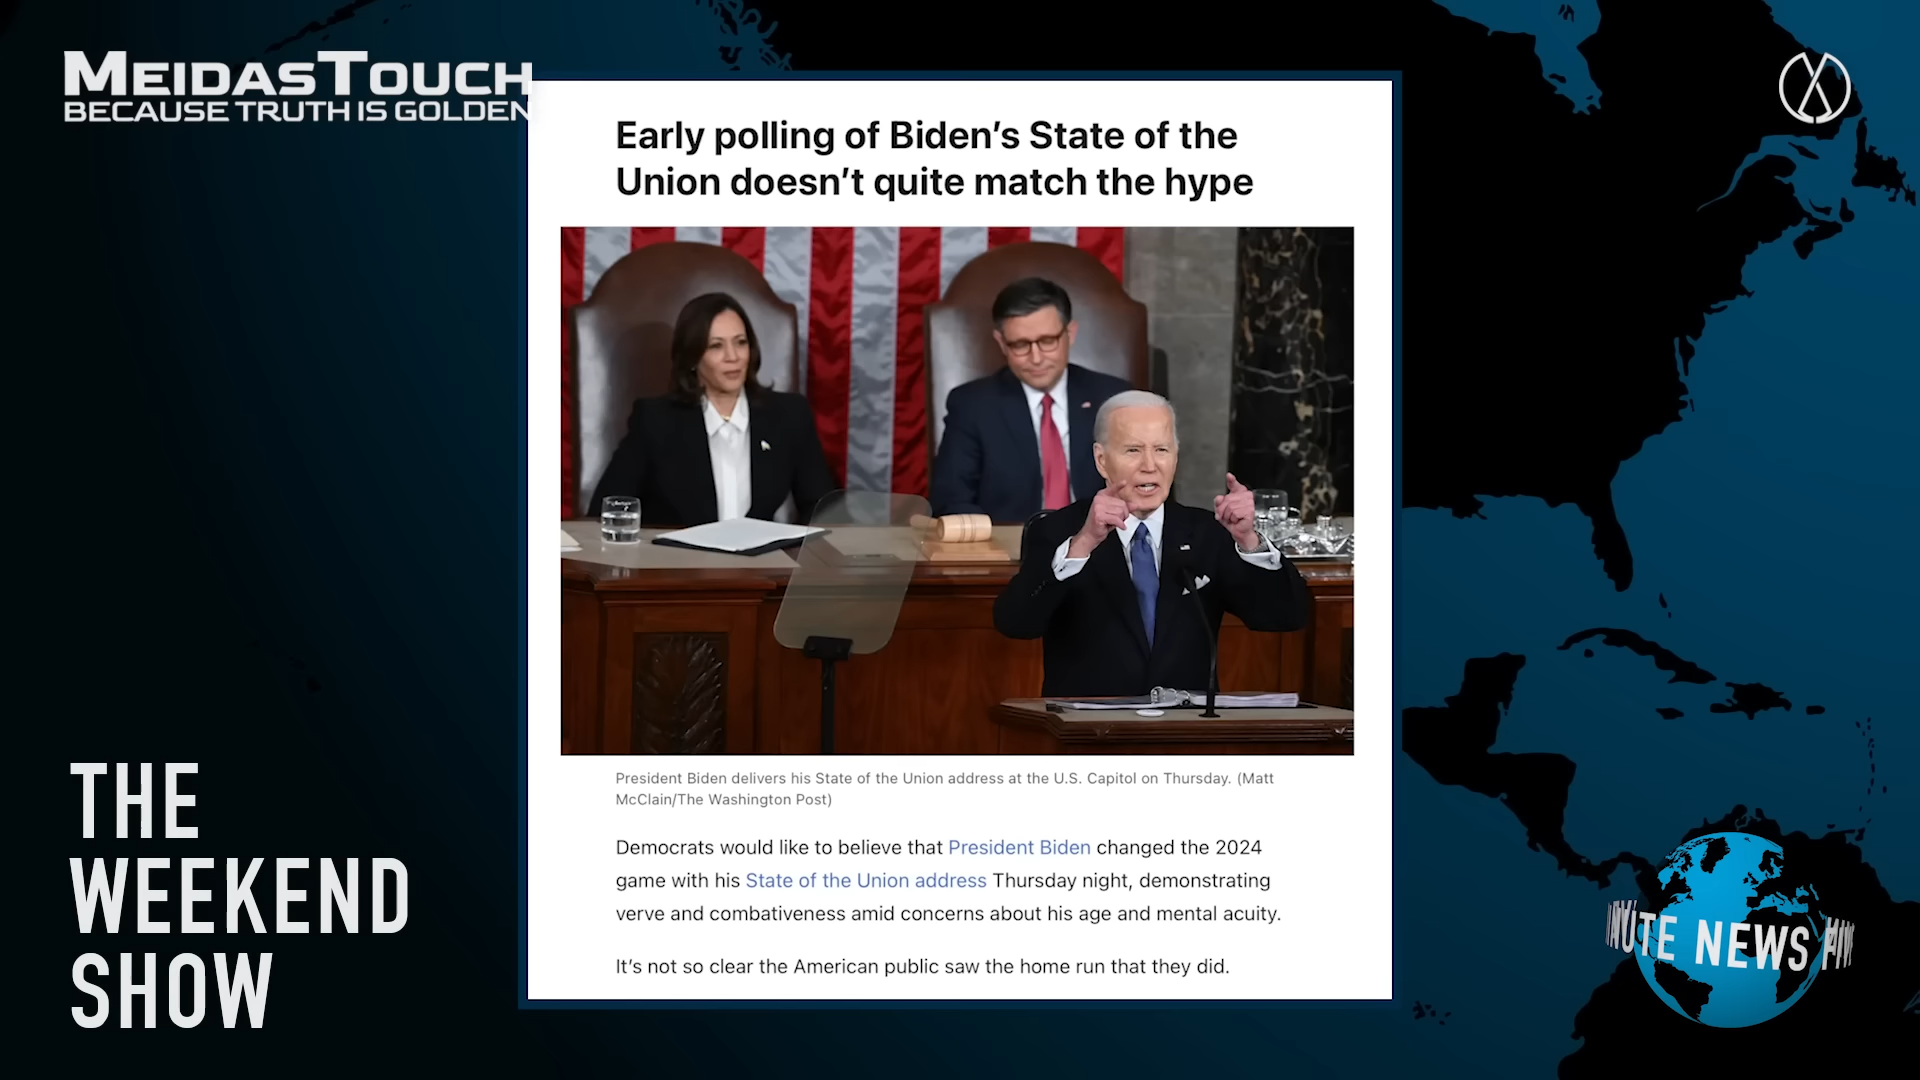 MEIDASTOUCH
BECAUSE TRUTH IS GOLDEN
Early polling of Biden’s State of the
Union doesn’t quite match the hype
President Biden delivers his State of the Union address at the U.S. Capitol on Thursday. (Matt
McClain/The Washington Post)
Democrats would like to believe that President Biden changed the 2024
game with his State of the Union address Thursday night, demonstrating
verve and combativeness amid concerns about his age and mental acuity.
It’s not so clear the American public saw the home run that they did.
THE
WEEKEND
SHOW
NEWS